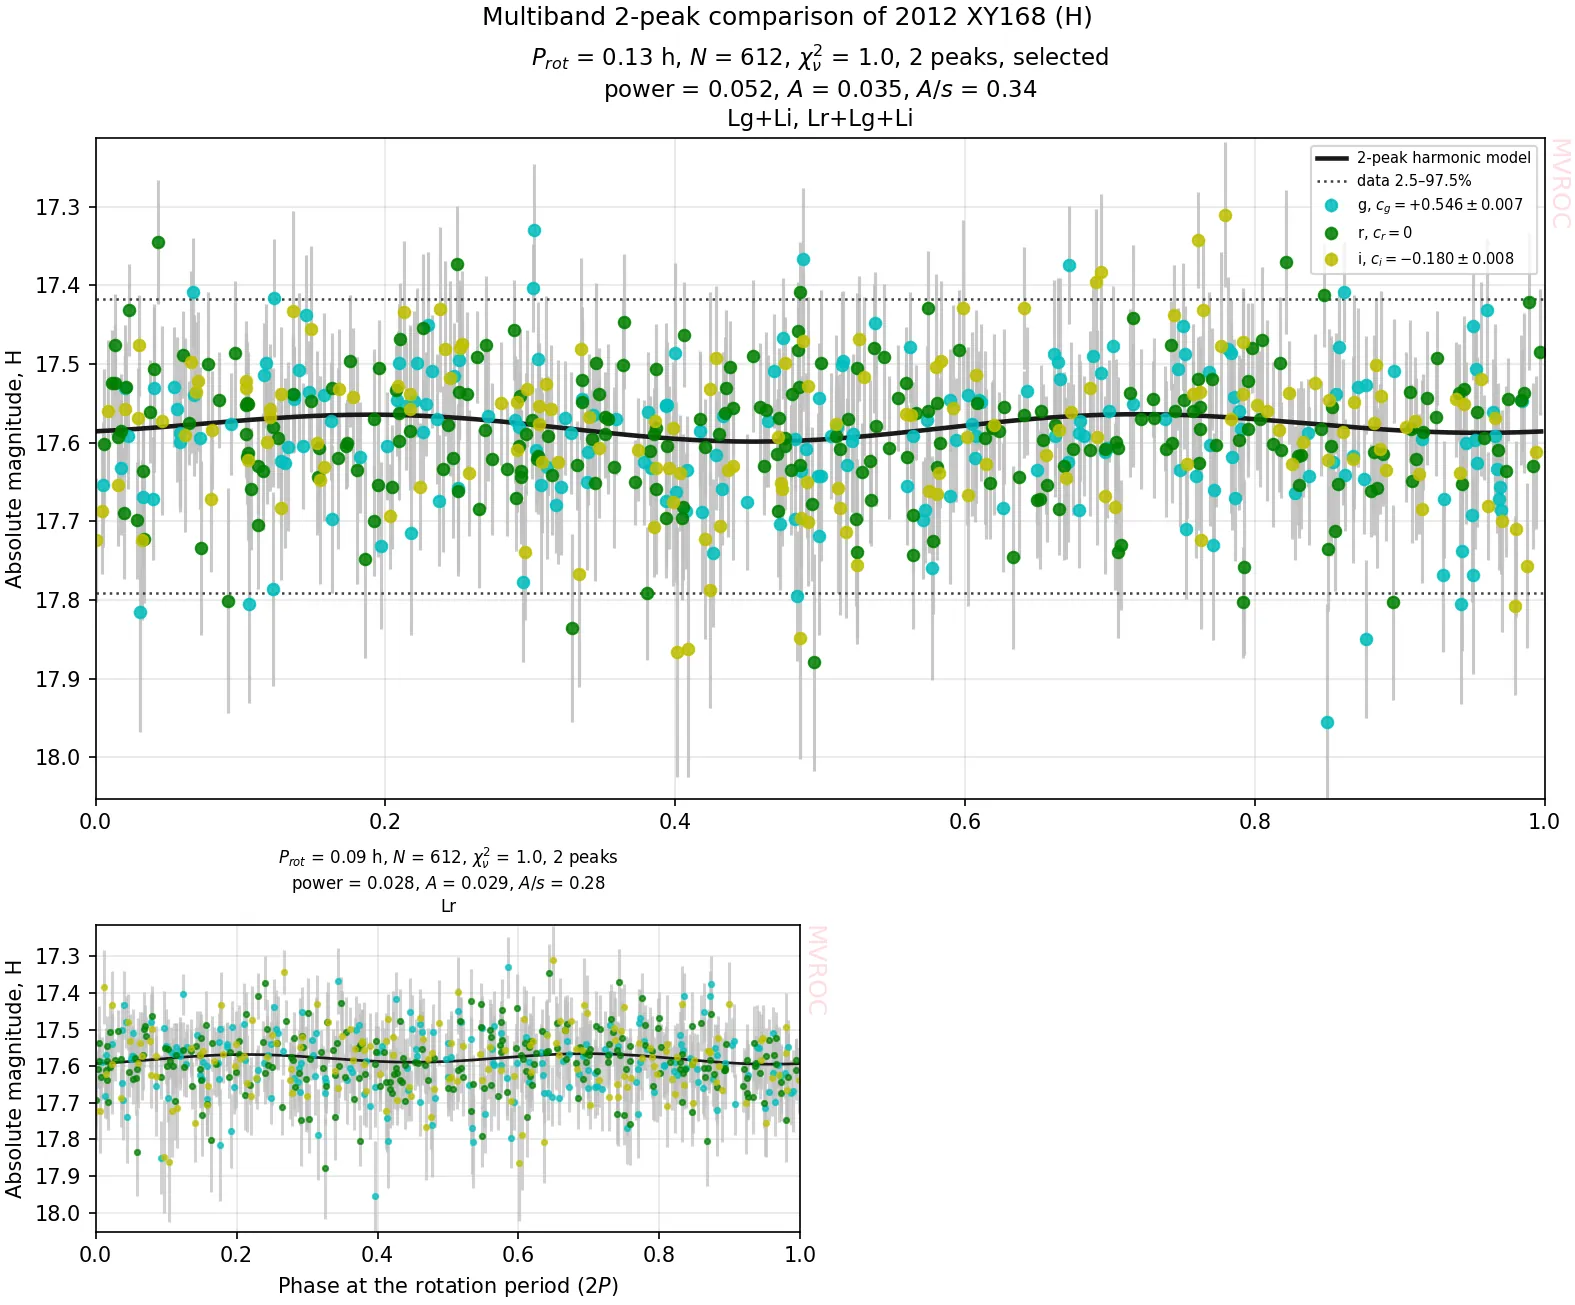 Multiband 2-peak comparison of 2012 XY168 (H)
P_rot = 0.13 h, N = 612, χ²_ν = 1.0, 2 peaks, selected
power = 0.052, A = 0.035, A/s = 0.34
Lg+Li, Lr+Lg+Li
MVROC
2-peak harmonic model
data 2.5–97.5%
g, c_g = +0.546 ± 0.007
r, c_r = 0
i, c_i = −0.180 ± 0.008
Absolute magnitude, H
17.3
17.4
17.5
17.6
17.7
17.8
17.9
18.0
0.0 0.2 0.4 0.6 0.8 1.0
P_rot = 0.09 h, N = 612, χ²_ν = 1.0, 2 peaks
power = 0.028, A = 0.029, A/s = 0.28
Lr
MVROC
Absolute magnitude, H
17.3
17.4
17.5
17.6
17.7
17.8
17.9
18.0
0.0 0.2 0.4 0.6 0.8 1.0
Phase at the rotation period (2P)